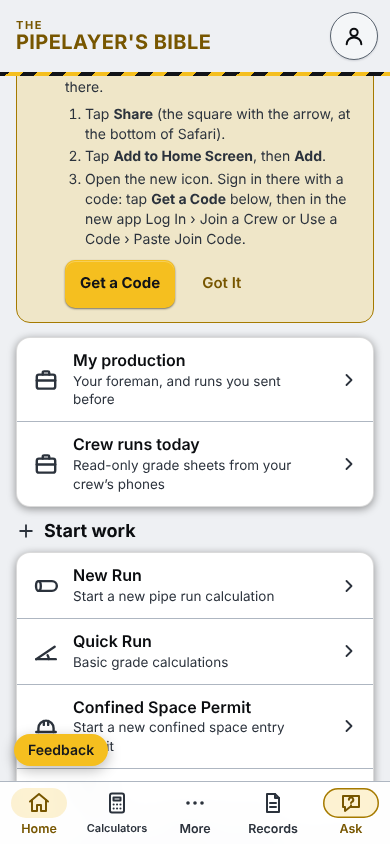 THE
PIPELAYER'S BIBLE
there.
1. Tap Share (the square with the arrow, at
the bottom of Safari).
2. Tap Add to Home Screen, then Add.
3. Open the new icon. Sign in there with a
code: tap Get a Code below, then in the
new app Log In › Join a Crew or Use a
Code › Paste Join Code.
Get a Code
Got It
My production
Your foreman, and runs you sent
before
Crew runs today
Read-only grade sheets from your
crew’s phones
Start work
New Run
Start a new pipe run calculation
Quick Run
Basic grade calculations
Confined Space Permit
Start a new confined space entry
Feedback
Home
Calculators
More
Records
Ask